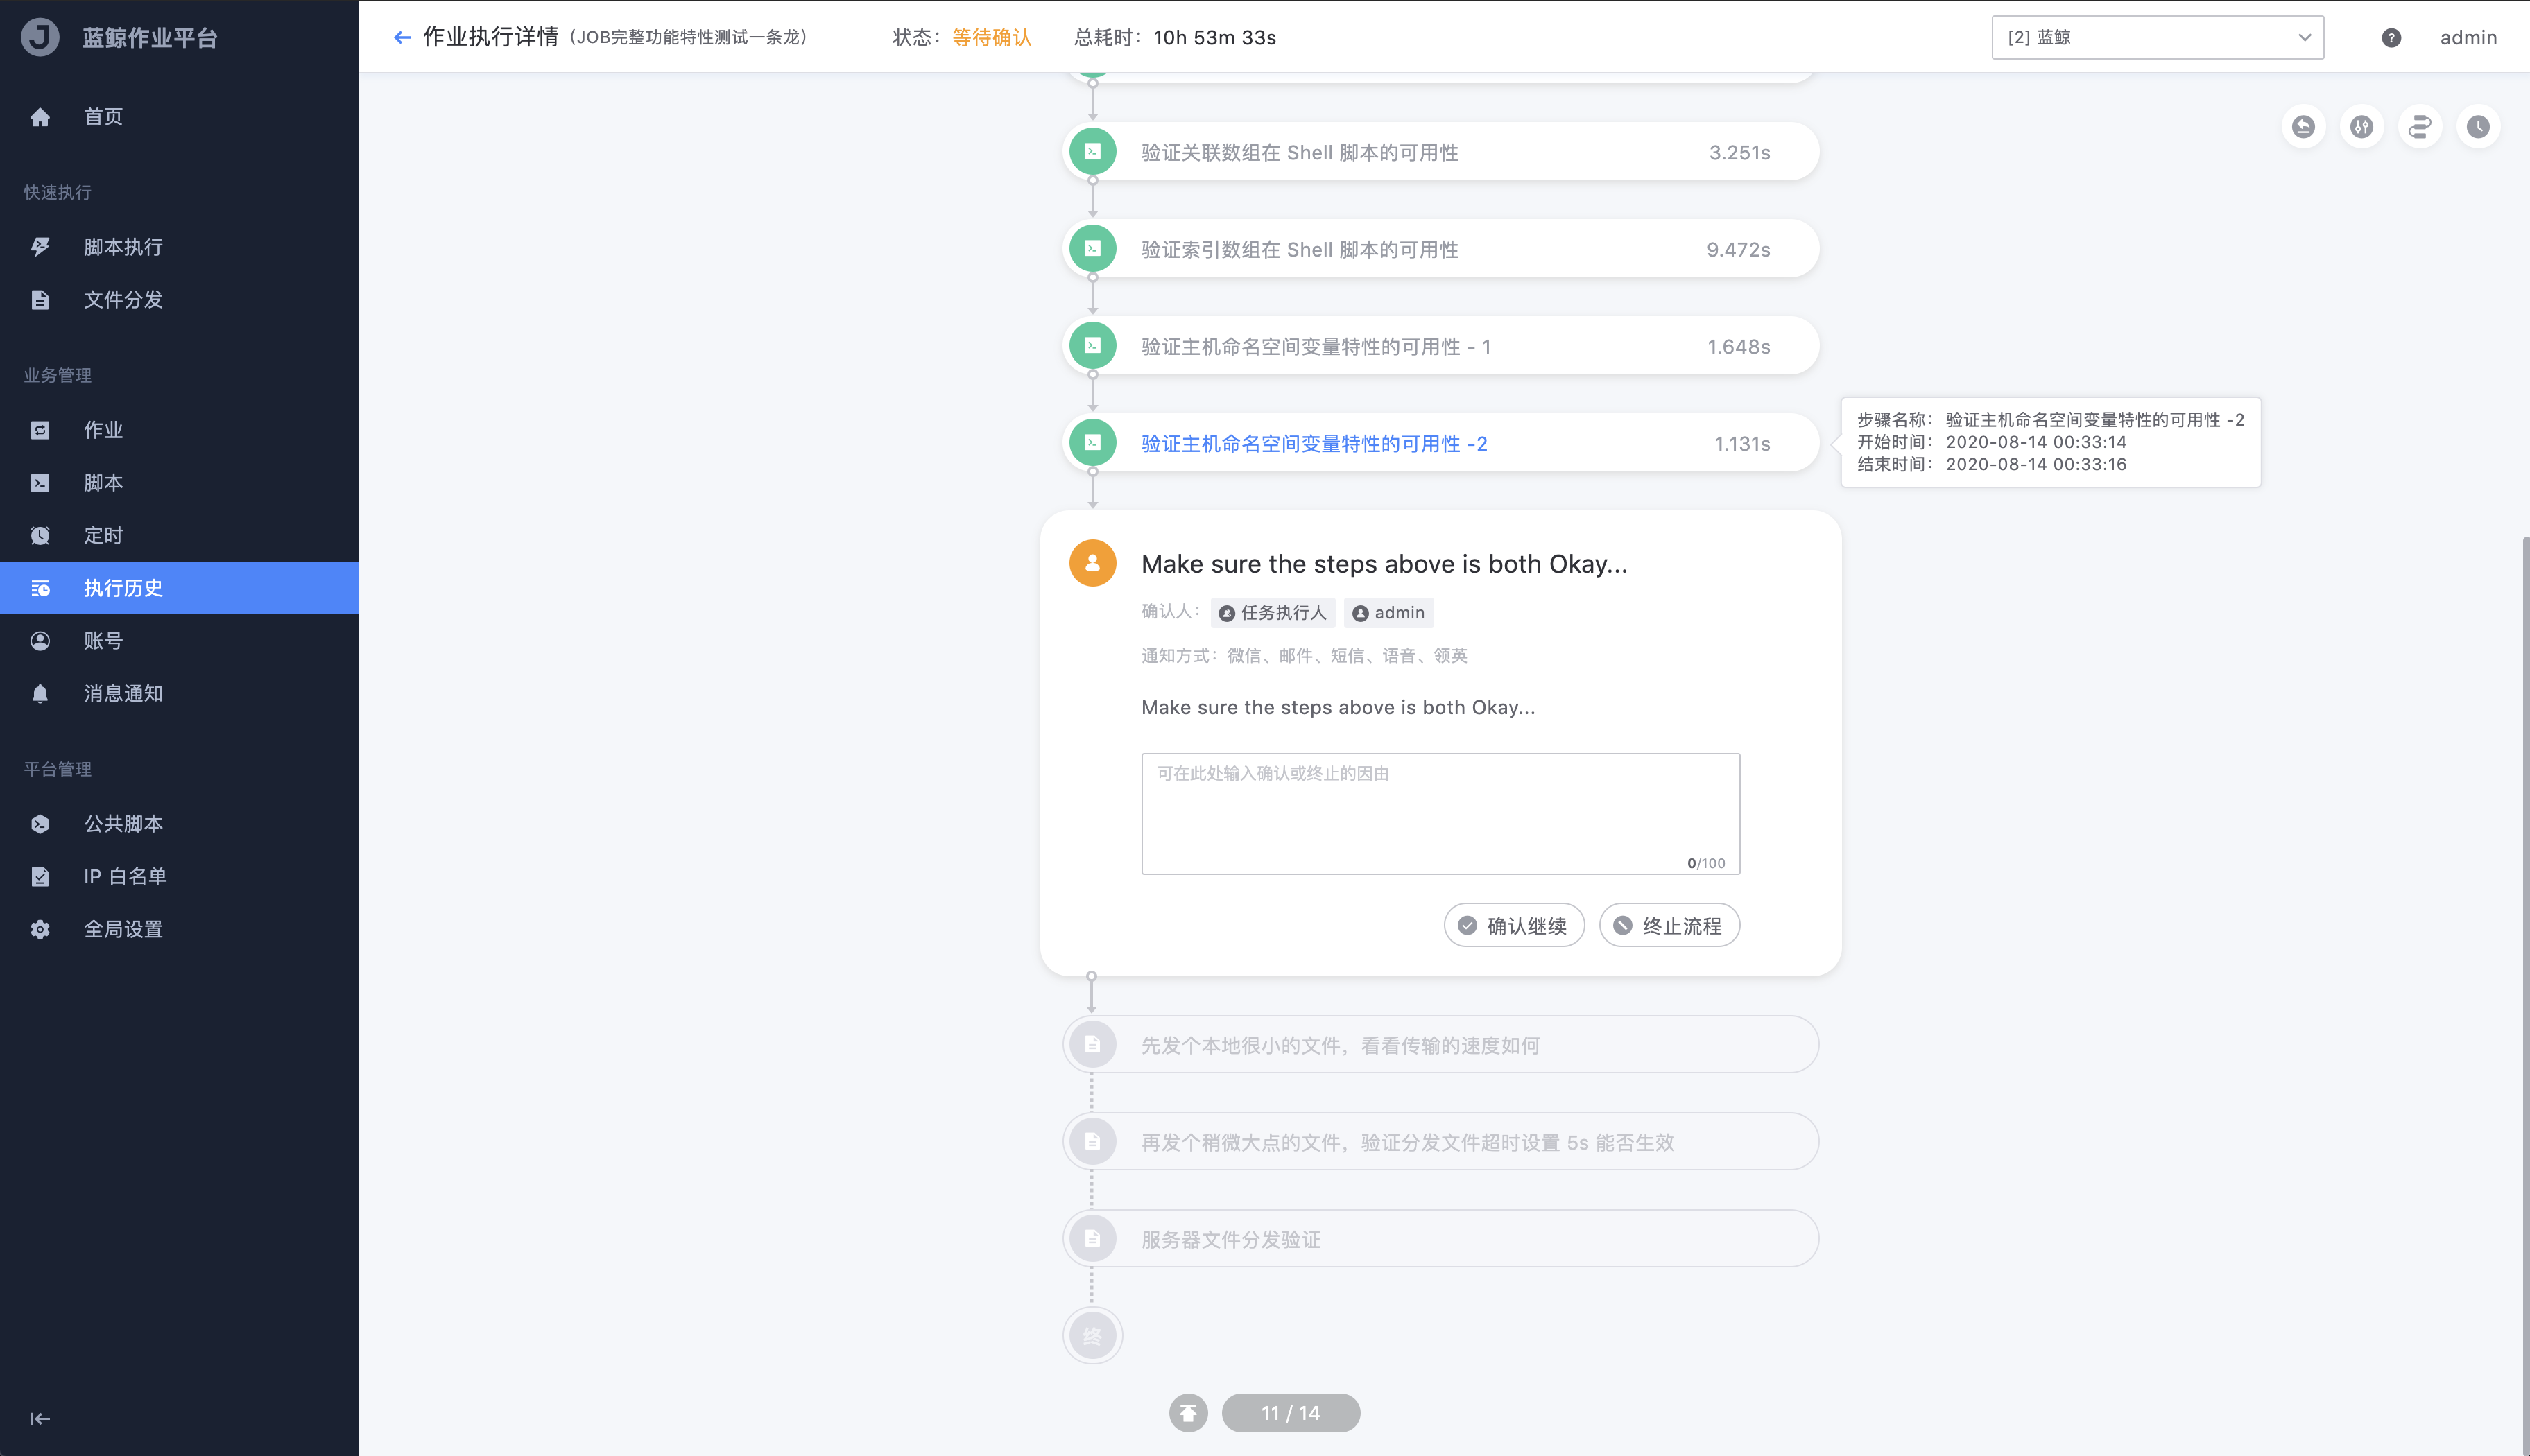 蓝鲸作业平台
首页
快速执行
脚本执行
文件分发
业务管理
作业
脚本
定时
执行历史
账号
消息通知
平台管理
公共脚本
IP 白名单
全局设置
作业执行详情 (JOB完整功能特性测试一条龙) 状态: 等待确认 总耗时: 10h 53m 33s
[2] 蓝鲸
admin
验证关联数组在 Shell 脚本的可用性 3.251s
验证索引数组在 Shell 脚本的可用性 9.472s
验证主机命名空间变量特性的可用性 - 1 1.648s
验证主机命名空间变量特性的可用性 -2 1.131s
步骤名称: 验证主机命名空间变量特性的可用性 -2
开始时间: 2020-08-14 00:33:14
结束时间: 2020-08-14 00:33:16
Make sure the steps above is both Okay...
确认人: 任务执行人 admin
通知方式: 微信、邮件、短信、语音、领英
Make sure the steps above is both Okay...
可在此处输入确认或终止的因由
0/100
确认继续 终止流程
先发个本地很小的文件，看看传输的速度如何
再发个稍微大点的文件，验证分发文件超时设置 5s 能否生效
服务器文件分发验证
终
11 / 14